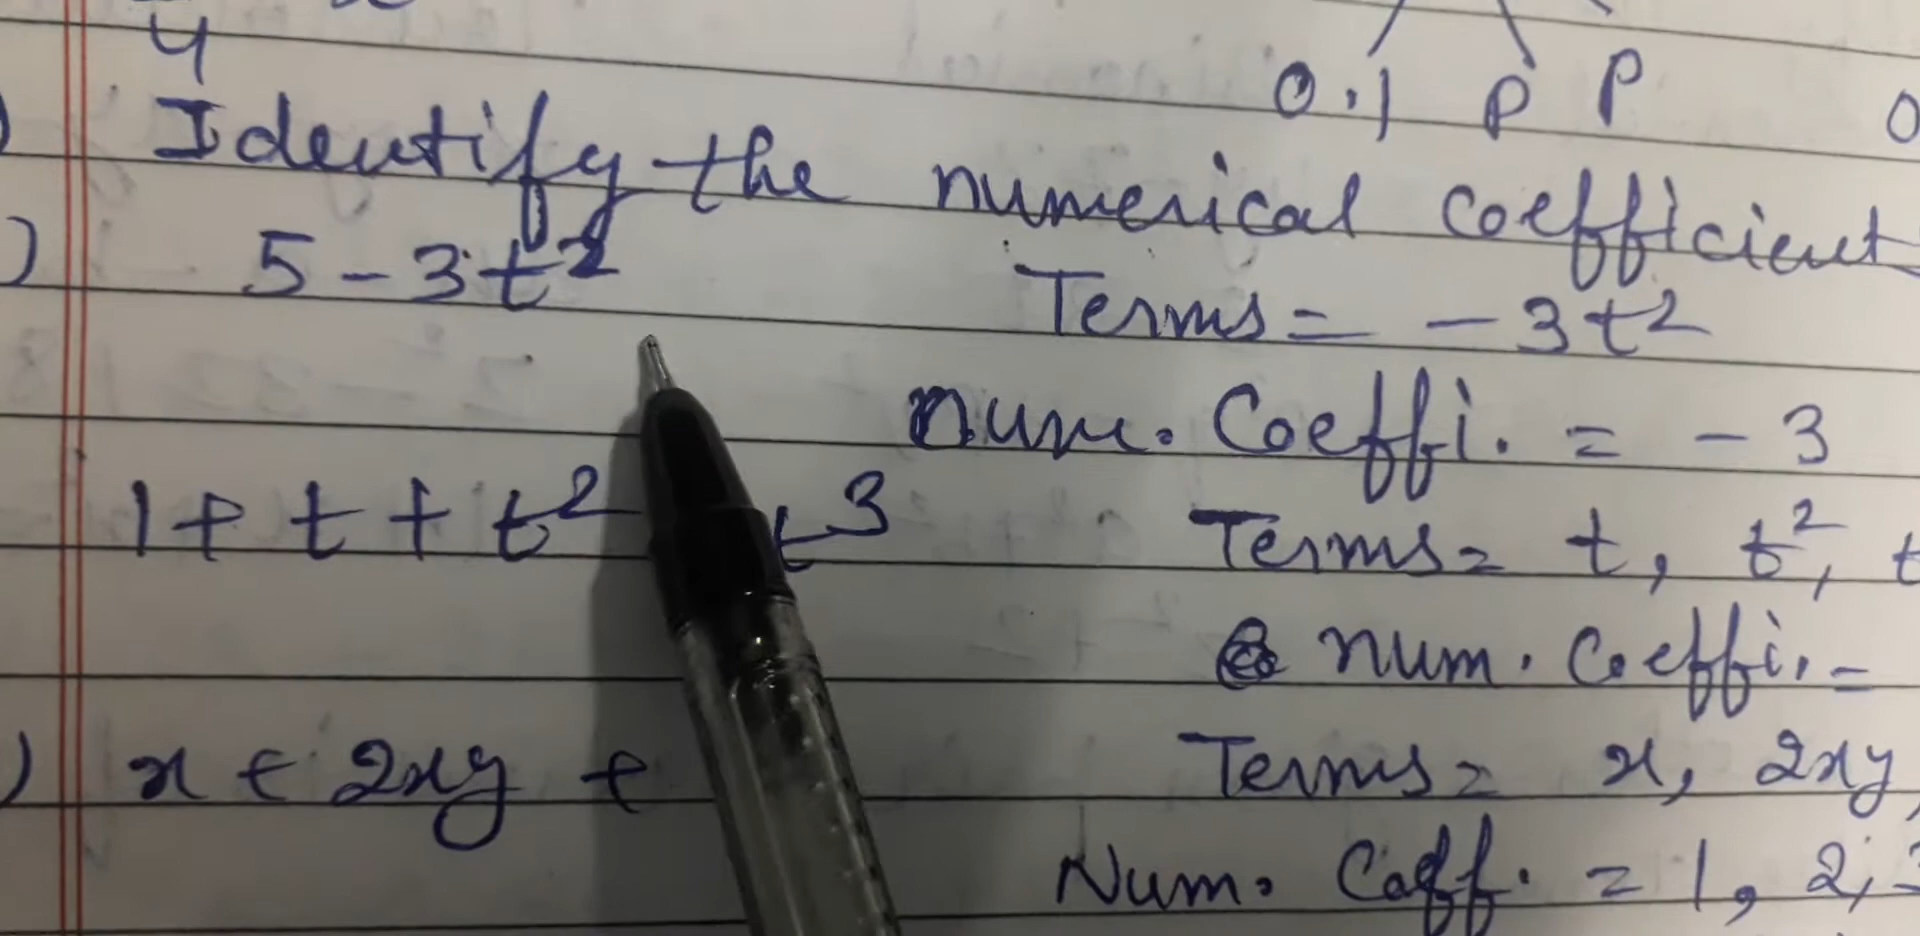 4
0.1 P P
Identify the numerical coefficient
5 - 3t²
Terms = - 3t²
Num. Coeffi. = - 3
1 + t + t² t³
Terms = t, t², t
Num. Coeffi. =
x + 2xy +
Terms = x, 2xy,
Num. Coeff. = 1, 2,